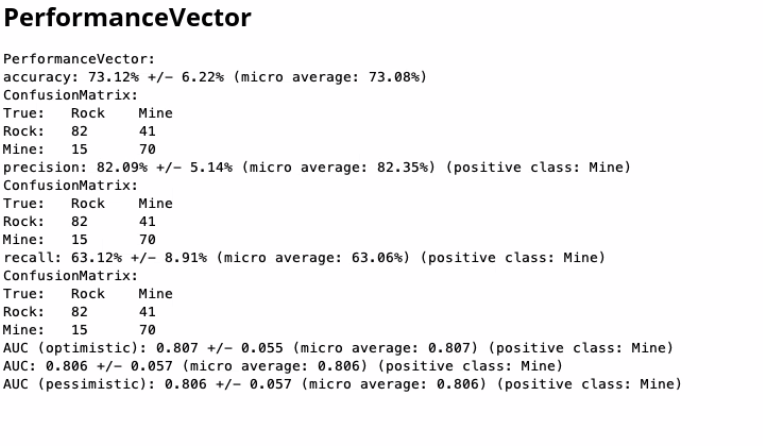 PerformanceVector
PerformanceVector:
accuracy: 73.12% +/- 6.22% (micro average: 73.08%)
ConfusionMatrix:
True:   Rock    Mine
Rock:   82      41
Mine:   15      70
precision: 82.09% +/- 5.14% (micro average: 82.35%) (positive class: Mine)
ConfusionMatrix:
True:   Rock    Mine
Rock:   82      41
Mine:   15      70
recall: 63.12% +/- 8.91% (micro average: 63.06%) (positive class: Mine)
ConfusionMatrix:
True:   Rock    Mine
Rock:   82      41
Mine:   15      70
AUC (optimistic): 0.807 +/- 0.055 (micro average: 0.807) (positive class: Mine)
AUC: 0.806 +/- 0.057 (micro average: 0.806) (positive class: Mine)
AUC (pessimistic): 0.806 +/- 0.057 (micro average: 0.806) (positive class: Mine)